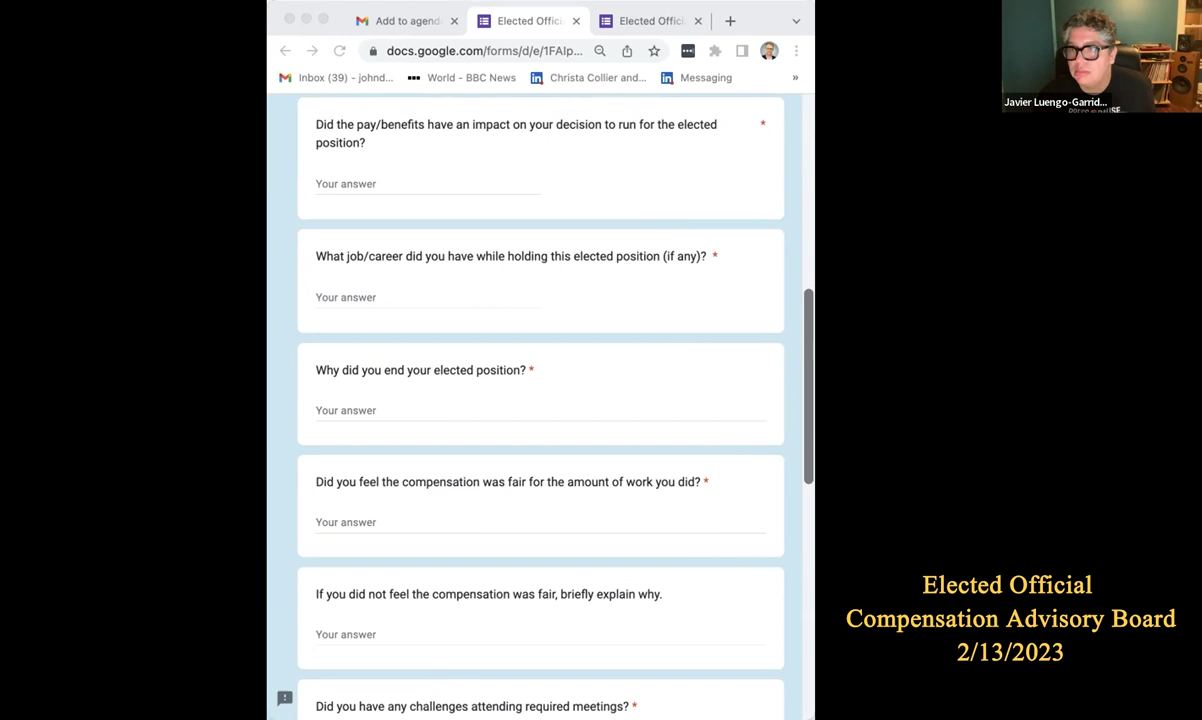 Add to agend
Elected Offici
Elected Offici
docs.google.com/forms/d/e/1FAIp...
Inbox (39) - johnd...
World - BBC News
Christa Collier and...
Messaging
»
Did the pay/benefits have an impact on your decision to run for the elected *
position?
Your answer
What job/career did you have while holding this elected position (if any)? *
Your answer
Why did you end your elected position? *
Your answer
Did you feel the compensation was fair for the amount of work you did? *
Your answer
If you did not feel the compensation was fair, briefly explain why.
Your answer
Did you have any challenges attending required meetings? *
Javier Luengo-Garrid...
Elected Official
Compensation Advisory Board
2/13/2023